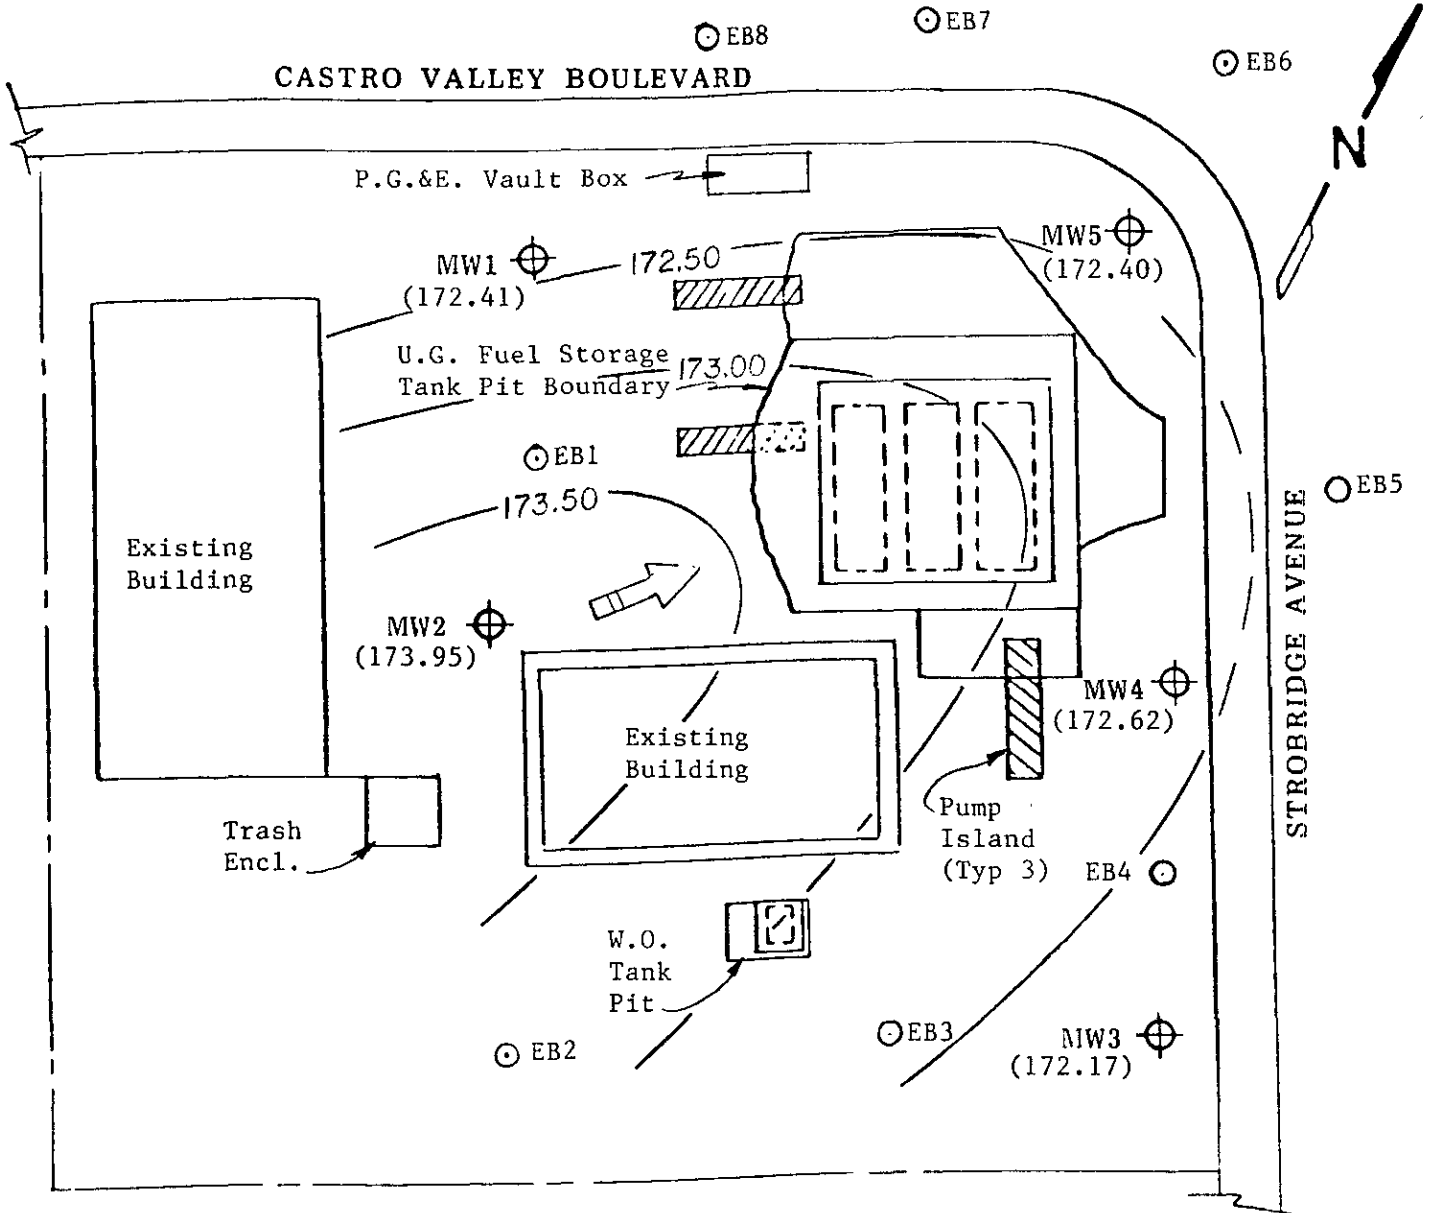 EB8
EB7
EB6
CASTRO VALLEY BOULEVARD
N
P.G.&E. Vault Box
MW1
(172.41)
172.50
MW5
(172.40)
U.G. Fuel Storage
Tank Pit Boundary
173.00
EB1
173.50
EB5
Existing
Building
MW2
(173.95)
STROBRIDGE AVENUE
MW4
(172.62)
Existing
Building
Trash
Encl.
Pump
Island
(Typ 3)
EB4
W.O.
Tank
Pit
EB2
EB3
MW3
(172.17)